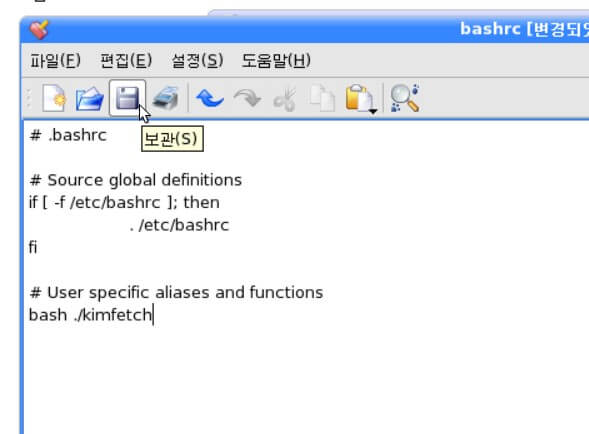 bashrc [변경되었
파일(F) 편집(E) 설정(S) 도움말(H)
보관(S)
# .bashrc
# Source global definitions
if [ -f /etc/bashrc ]; then
. /etc/bashrc
fi
# User specific aliases and functions
bash ./kimfetch